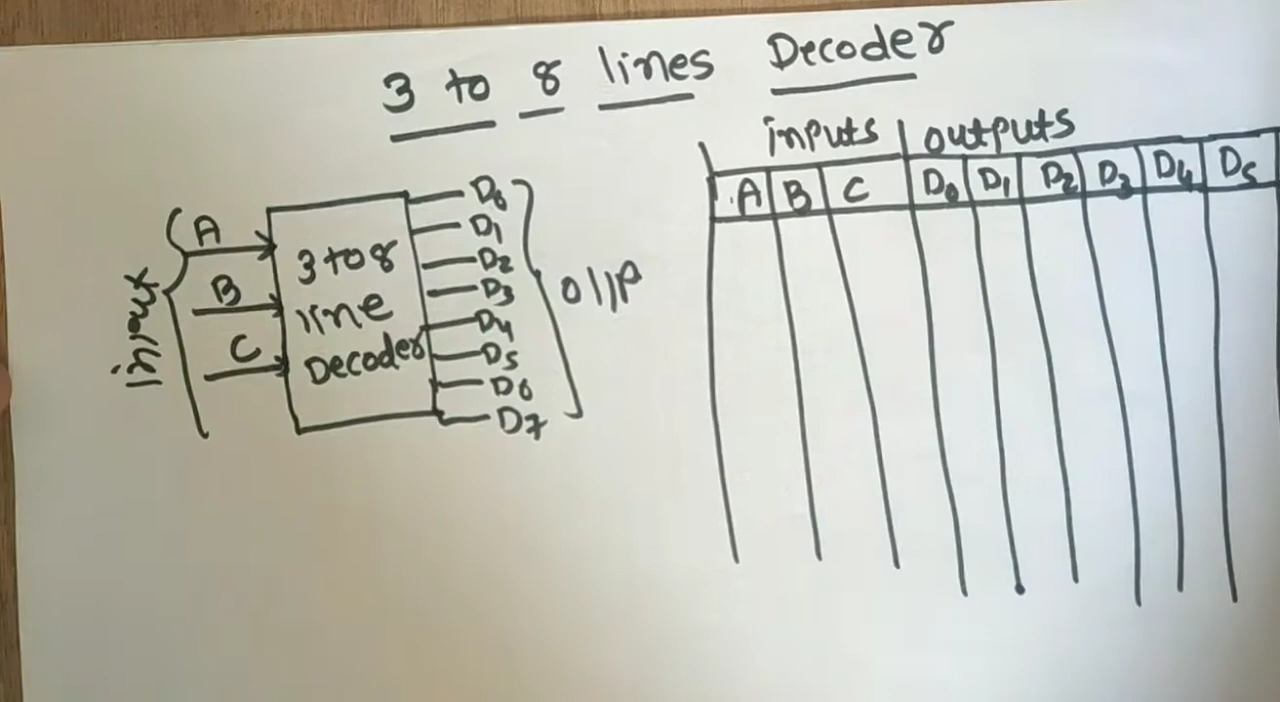 3 to 8 lines Decoder
inputs outputs
A B C D0 D1 D2 D3 D4 D5
input
A
B
C
3 to 8
line
Decoder
D0
D1
D2
D3
D4
D5
D6
D7
O/P